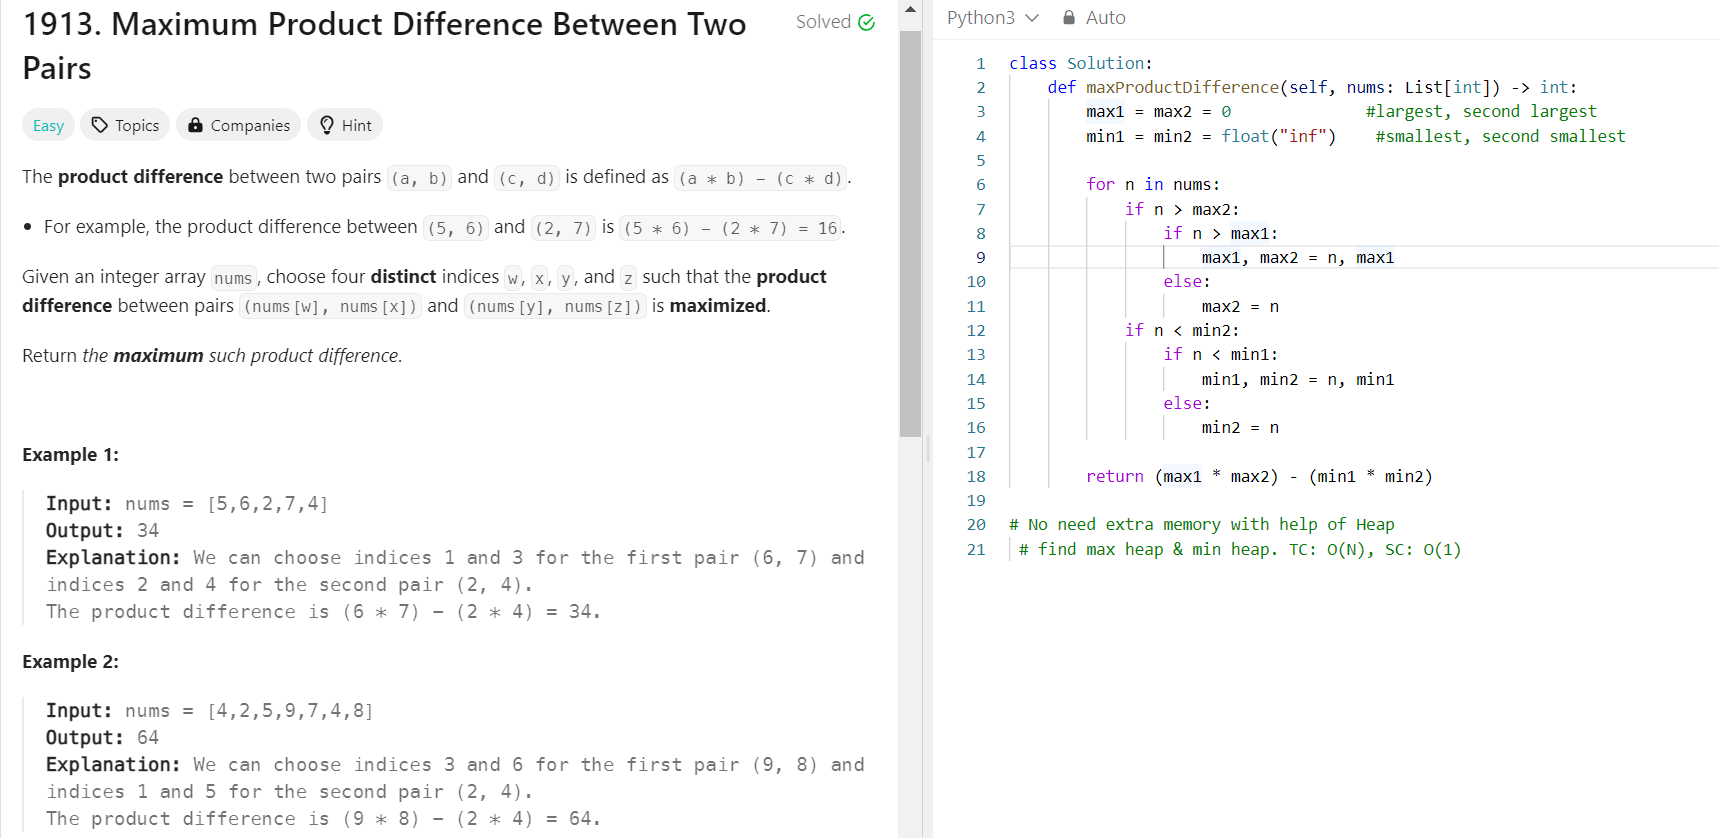 1913. Maximum Product Difference Between Two
Pairs
Solved
Easy Topics Companies Hint
The product difference between two pairs (a, b) and (c, d) is defined as (a * b) - (c * d).
• For example, the product difference between (5, 6) and (2, 7) is (5 * 6) - (2 * 7) = 16.
Given an integer array nums, choose four distinct indices w, x, y, and z such that the product
difference between pairs (nums[w], nums[x]) and (nums[y], nums[z]) is maximized.
Return the maximum such product difference.
Example 1:
Input: nums = [5,6,2,7,4]
Output: 34
Explanation: We can choose indices 1 and 3 for the first pair (6, 7) and
indices 2 and 4 for the second pair (2, 4).
The product difference is (6 * 7) - (2 * 4) = 34.
Example 2:
Input: nums = [4,2,5,9,7,4,8]
Output: 64
Explanation: We can choose indices 3 and 6 for the first pair (9, 8) and
indices 1 and 5 for the second pair (2, 4).
The product difference is (9 * 8) - (2 * 4) = 64.
Python3 Auto
1 class Solution:
2     def maxProductDifference(self, nums: List[int]) -> int:
3         max1 = max2 = 0              #largest, second largest
4         min1 = min2 = float("inf")    #smallest, second smallest
5
6         for n in nums:
7             if n > max2:
8                 if n > max1:
9                     max1, max2 = n, max1
10                 else:
11                     max2 = n
12             if n < min2:
13                 if n < min1:
14                     min1, min2 = n, min1
15                 else:
16                     min2 = n
17
18         return (max1 * max2) - (min1 * min2)
19
20 # No need extra memory with help of Heap
21  # find max heap & min heap. TC: O(N), SC: O(1)